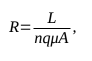 R = L / nqμA,